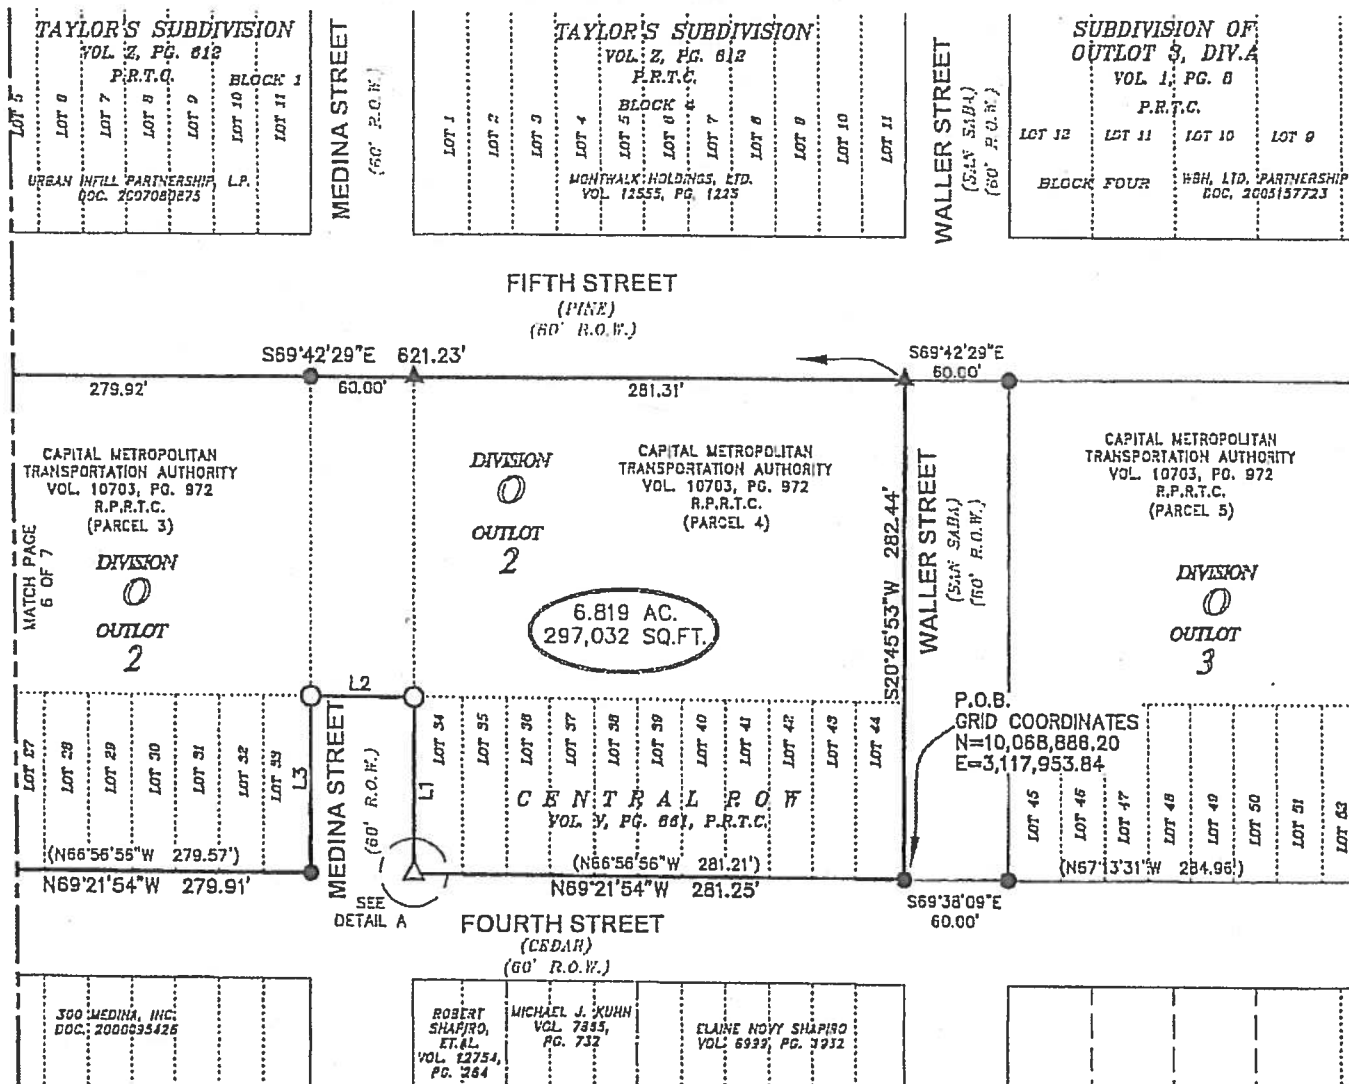 TAYLOR'S SUBDIVISION
VOL. Z, PG. 612
P.R.T.C.
BLOCK 1
LOT 5
LOT 6
LOT 7
LOT 8
LOT 9
LOT 10
LOT 11
URBAN INFILL PARTNERSHIP, L.P.
DOC. 2007080875
MEDINA STREET
(60' R.O.W.)
TAYLOR'S SUBDIVISION
VOL. Z, PG. 612
P.R.T.C.
BLOCK 4
LOT 1
LOT 2
LOT 3
LOT 4
LOT 5
LOT 6
LOT 7
LOT 8
LOT 9
LOT 10
LOT 11
MONTWALK HOLDINGS, LTD.
VOL. 12555, PG. 1225
WALLER STREET
(SAN SABA)
(60' R.O.W.)
SUBDIVISION OF
OUTLOT 3, DIV.A
VOL. 1, PG. 8
P.R.T.C.
LOT 12
LOT 11
LOT 10
LOT 9
BLOCK FOUR
WBH, LTD, PARTNERSHIP
DOC. 2005157723
FIFTH STREET
(PINE)
(60' R.O.W.)
S69°42'29"E 621.23'
S69°42'29"E
60.00'
279.92'
60.00'
281.31'
CAPITAL METROPOLITAN
TRANSPORTATION AUTHORITY
VOL. 10703, PG. 972
R.P.R.T.C.
(PARCEL 3)
MATCH PAGE
6 OF 7
DIVISION
O
OUTLOT
2
DIVISION
O
OUTLOT
2
CAPITAL METROPOLITAN
TRANSPORTATION AUTHORITY
VOL. 10703, PG. 972
R.P.R.T.C.
(PARCEL 4)
6.819 AC.
297,032 SQ.FT.
S20°45'53"W 282.44'
WALLER STREET
(SAN SABA)
(60' R.O.W.)
CAPITAL METROPOLITAN
TRANSPORTATION AUTHORITY
VOL. 10703, PG. 972
R.P.R.T.C.
(PARCEL 5)
DIVISION
O
OUTLOT
3
P.O.B.
GRID COORDINATES
N=10,068,886.20
E=3,117,953.84
L2
L3
L1
LOT 27
LOT 28
LOT 29
LOT 30
LOT 31
LOT 32
LOT 33
MEDINA STREET
(60' R.O.W.)
LOT 34
LOT 35
LOT 36
LOT 37
LOT 38
LOT 39
LOT 40
LOT 41
LOT 42
LOT 43
LOT 44
CENTRAL ROW
VOL. V, PG. 661, P.R.T.C.
LOT 45
LOT 46
LOT 47
LOT 48
LOT 49
LOT 50
LOT 51
LOT 53
(N66°56'56"W 279.57')
N69°21'54"W 279.91'
(N66°56'56"W 281.21')
N69°21'54"W 281.25'
(N67°13'31"W 284.96')
S69°38'09"E
60.00'
SEE
DETAIL A
FOURTH STREET
(CEDAR)
(60' R.O.W.)
300 MEDINA, INC.
DOC. 2000095426
ROBERT
SHAPIRO,
ET.AL.
VOL. 12754,
PG. 264
MICHAEL J. KUHN
VOL. 7855,
PG. 732
ELAINE NOVY SHAPIRO
VOL. 6999, PG. 1932